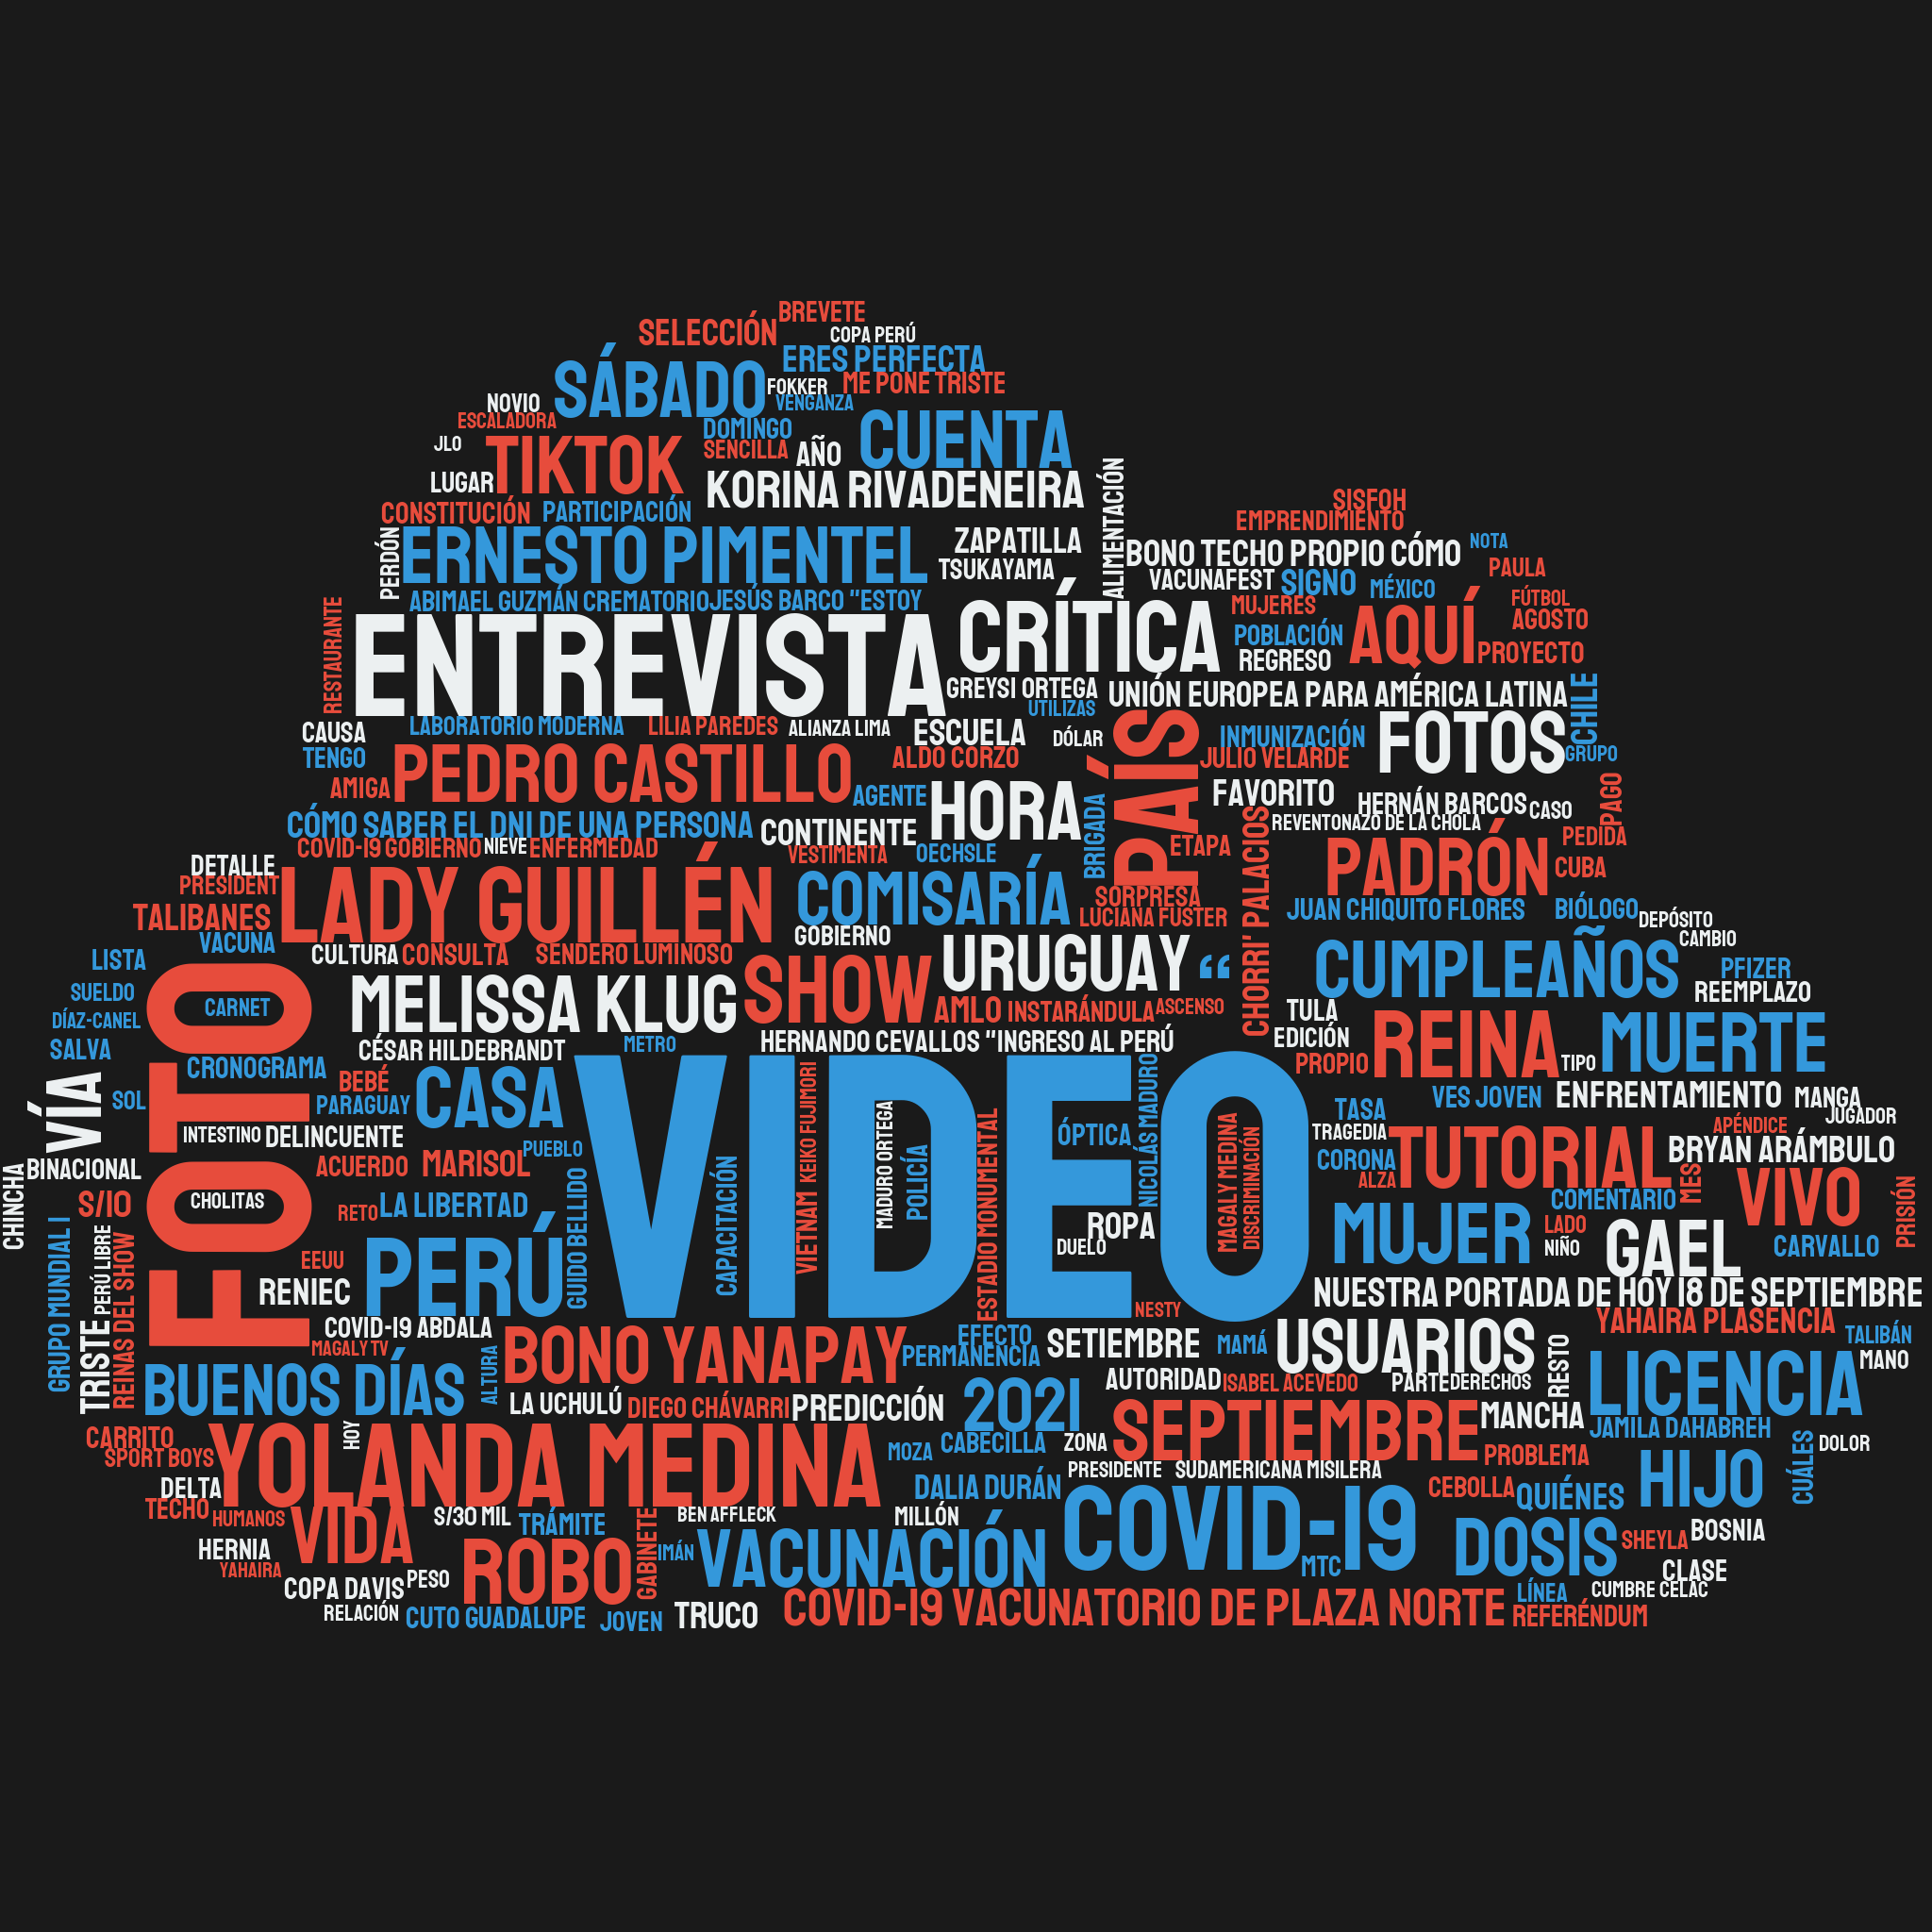 BREVETE
SELECCIÓN
COPA PERÚ
ERES PERFECTA
SÁBADO
FOKKER
ME PONE TRISTE
NOVIO
VENGANZA
ESCALADORA
DOMINGO
CUENTA
JLO
TIKTOK
SENCILLA
AÑO
LUGAR
KORINA RIVADENEIRA
ALIMENTACIÓN
CONSTITUCIÓN
PARTICIPACIÓN
SISFOH
EMPRENDIMIENTO
PERDÓN
ERNESTO PIMENTEL
ZAPATILLA
TSUKAYAMA
BONO TECHO PROPIO CÓMO
NOTA
VACUNAFEST
SIGNO
MÉXICO
PAULA
ABIMAEL GUZMÁN CREMATORIO
JESÚS BARCO "ESTOY
RESTAURANTE
ENTREVISTA
CRÍTICA
MUJERES
POBLACIÓN
REGRESO
AQUÍ
FÚTBOL
AGOSTO
PROYECTO
GREYSI ORTEGA
UNIÓN EUROPEA PARA AMÉRICA LATINA
CHILE
UTILIZAS
CAUSA
LABORATORIO MODERNA
LILIA PAREDES
ALIANZA LIMA
ESCUELA
DÓLAR
PAÍS
INMUNIZACIÓN
FOTOS
GRUPO
TENGO
PEDRO CASTILLO
ALDO CORZO
JULIO VELARDE
AMIGA
AGENTE
HORA
BRIGADA
FAVORITO
HERNÁN BARCOS
CASO
PAGO
CÓMO SABER EL DNI DE UNA PERSONA
CONTINENTE
CHORRI' PALACIOS
REVENTONAZO DE LA CHOLA
PEDIDA
COVID-19 GOBIERNO
NIEVE
ENFERMEDAD
VESTIMENTA
OECHSLE
ETAPA
PADRÓN
CUBA
DETALLE
PRESIDENT
TALIBANES
LADY GUILLÉN
COMISARÍA
SORPRESA
LUCIANA FUSTER
JUAN CHIQUITO FLORES
BIÓLOGO
DEPÓSITO
CAMBIO
VACUNA
CULTURA
CONSULTA
SENDERO LUMINOSO
GOBIERNO
URUGUAY
“
CUMPLEAÑOS
PFIZER
REEMPLAZO
LISTA
SUELDO
DÍAZ-CANEL
SALVA
FOTO
CARNET
MELISSA KLUG
SHOW
AMLO
INSTARÁNDULA
ASCENSO
TULA
EDICIÓN
REINA
MUERTE
CÉSAR HILDEBRANDT
METRO
HERNANDO CEVALLOS "INGRESO AL PERÚ
PROPIO
TIPO
VÍA
SOL
CRONOGRAMA
BEBÉ
PARAGUAY
CASA
VIDEO
KEIKO FUJIMORI
VIETNAM
MADURO ORTEGA
POLICÍA
ESTADIO MONUMENTAL
ÓPTICA
NICOLÁS MADURO
MAGALY MEDINA
DISCRIMINACIÓN
TASA
VES JOVEN
ENFRENTAMIENTO
MANGA
JUGADOR
INTESTINO
DELINCUENTE
TRAGEDIA
TUTORIAL
APÉNDICE
BRYAN ARÁMBULO
BINACIONAL
CHINCHA
ACUERDO
MARISOL
PUEBLO
CAPACITACIÓN
CORONA
ALZA
MES
VIVO
PRISIÓN
S/10
CHOLITAS
RETO
LA LIBERTAD
GUIDO BELLIDO
ROPA
DUELO
MUJER
COMENTARIO
LADO
NIÑO
GAEL
CARVALLO
GRUPO MUNDIAL I
PERÚ LIBRE
REINAS DEL SHOW
TRISTE
EEUU
RENIEC
PERÚ
NESTY
NUESTRA PORTADA DE HOY 18 DE SEPTIEMBRE
COVID-19 ABDALA
MAGALY TV
BONO YANAPAY
EFECTO
PERMANENCIA
SETIEMBRE
MAMÁ
USUARIOS
YAHAIRA PLASENCIA
TALIBÁN
MANO
BUENOS DÍAS
ALTURA
LA UCHULÚ
DIEGO CHÁVARRI
PREDICCIÓN
2021
AUTORIDAD
ISABEL ACEVEDO
PARTE
DERECHOS
RESTO
LICENCIA
CARRITO
SPORT BOYS
HOY
YOLANDA MEDINA
MOZA
CABECILLA
ZONA
SEPTIEMBRE
MANCHA
JAMILA DAHABREH
CUÁLES
DOLOR
DELTA
TECHO
HUMANOS
DALIA DURÁN
PRESIDENTE
SUDAMERICANA MISILERA
PROBLEMA
CEBOLLA
QUIÉNES
HIJO
VIDA
S/30 MIL
TRÁMITE
GABINETE
BEN AFFLECK
MILLÓN
COVID-19
DOSIS
SHEYLA
BOSNIA
HERNIA
YAHAIRA
ROBO
IMÁN
VACUNACIÓN
MTC
CLASE
COPA DAVIS
PESO
LÍNEA
CUMBRE CELAC
RELACIÓN
CUTO GUADALUPE
JOVEN
TRUCO
COVID-19 VACUNATORIO DE PLAZA NORTE
REFERÉNDUM